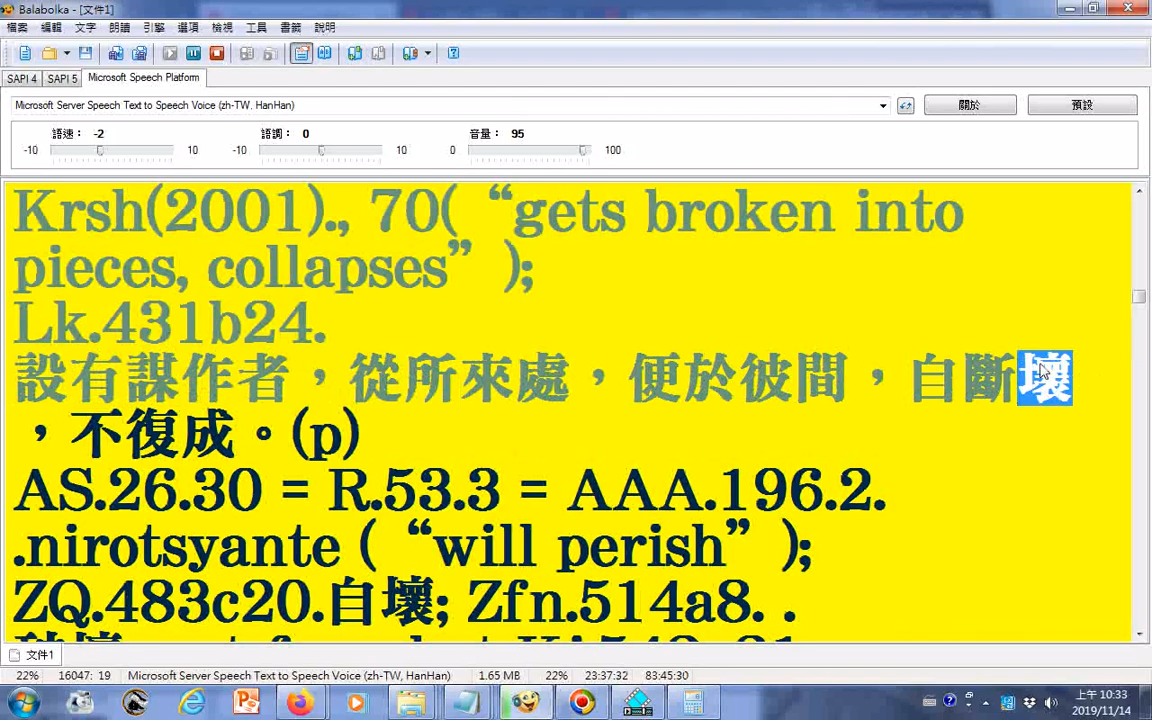 Balabolka - [文件1]
檔案 編輯 文字 朗讀 引擎 選項 檢視 工具 書籤 說明
SAPI 4 SAPI 5 Microsoft Speech Platform
Microsoft Server Speech Text to Speech Voice (zh-TW, HanHan)
關於 預設
語速： -2 語調： 0 音量： 95
-10 10 -10 10 0 100
Krsh(2001)., 70( “gets broken into
pieces, collapses” );
Lk.431b24.
設有謀作者，從所來處，便於彼間，自斷壞
，不復成。(p)
AS.26.30 = R.53.3 = AAA.196.2.
.nirotsyante ( “will perish” );
ZQ.483c20.自壞; Zfn.514a8. .
文件1
22% 16047: 19 Microsoft Server Speech Text to Speech Voice (zh-TW, HanHan) 1.65 MB 22% 23:37:32 83:45:30
上午 10:33
2019/11/14